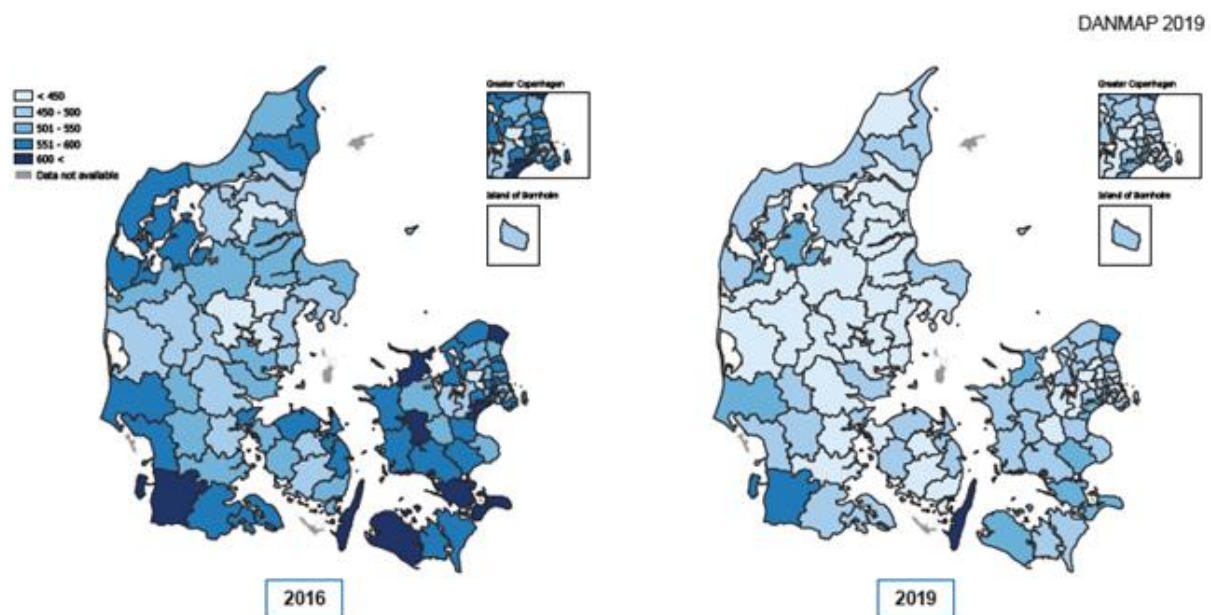 DANMAP 2019
Greater Copenhagen
< 450
450 - 500
501 - 550
551 - 600
600 <
Data not available
Island of Bornholm
2016
Greater Copenhagen
Island of Bornholm
2019